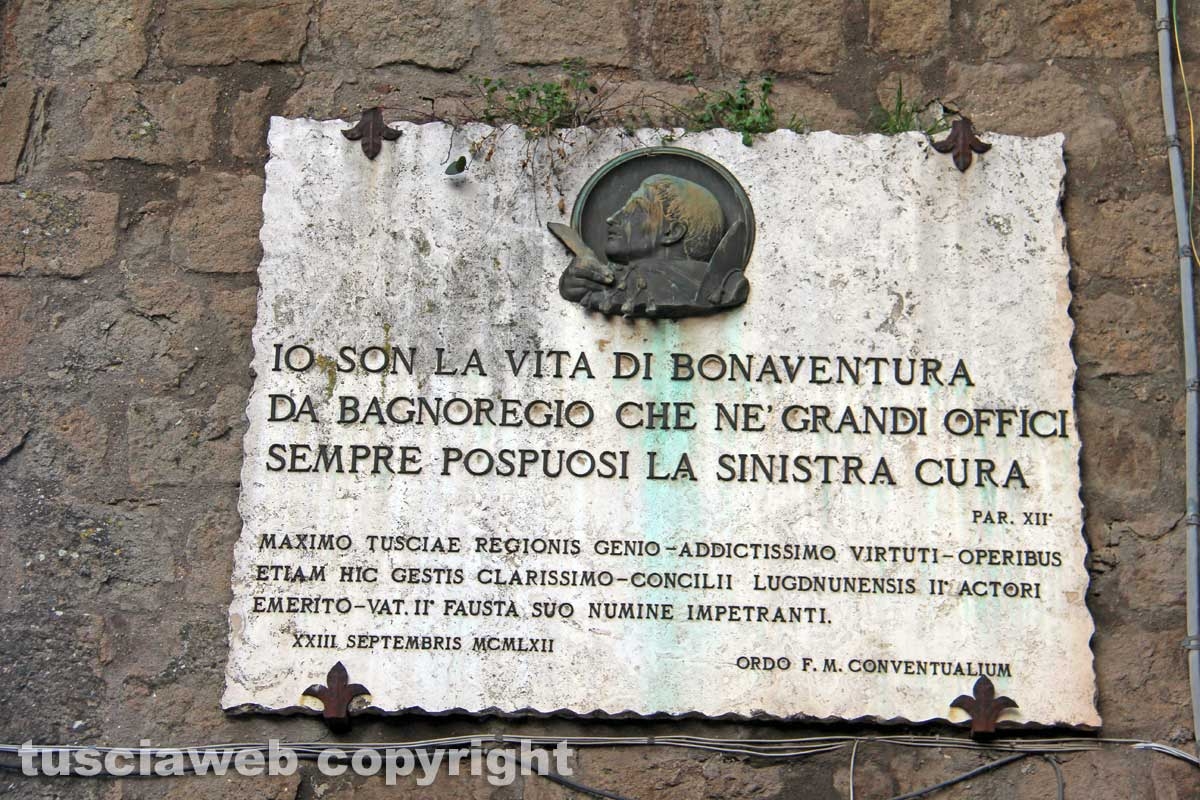 IO SON LA VITA DI BONAVENTURA
DA BAGNOREGIO CHE NE' GRANDI OFFICI
SEMPRE POSPUOSI LA SINISTRA CURA
PAR. XII°
MAXIMO TUSCIAE REGIONIS GENIO-ADDICTISSIMO VIRTUTI-OPERIBUS
ETIAM HIC GESTIS CLARISSIMO-CONCILII LUGDNUNENSIS II° ACTORI
EMERITO-VAT. II° FAUSTA SUO NUMINE IMPETRANTI.
XXIII SEPTEMBRIS MCMLXII
ORDO F. M. CONVENTUALIUM
tusciaweb copyright